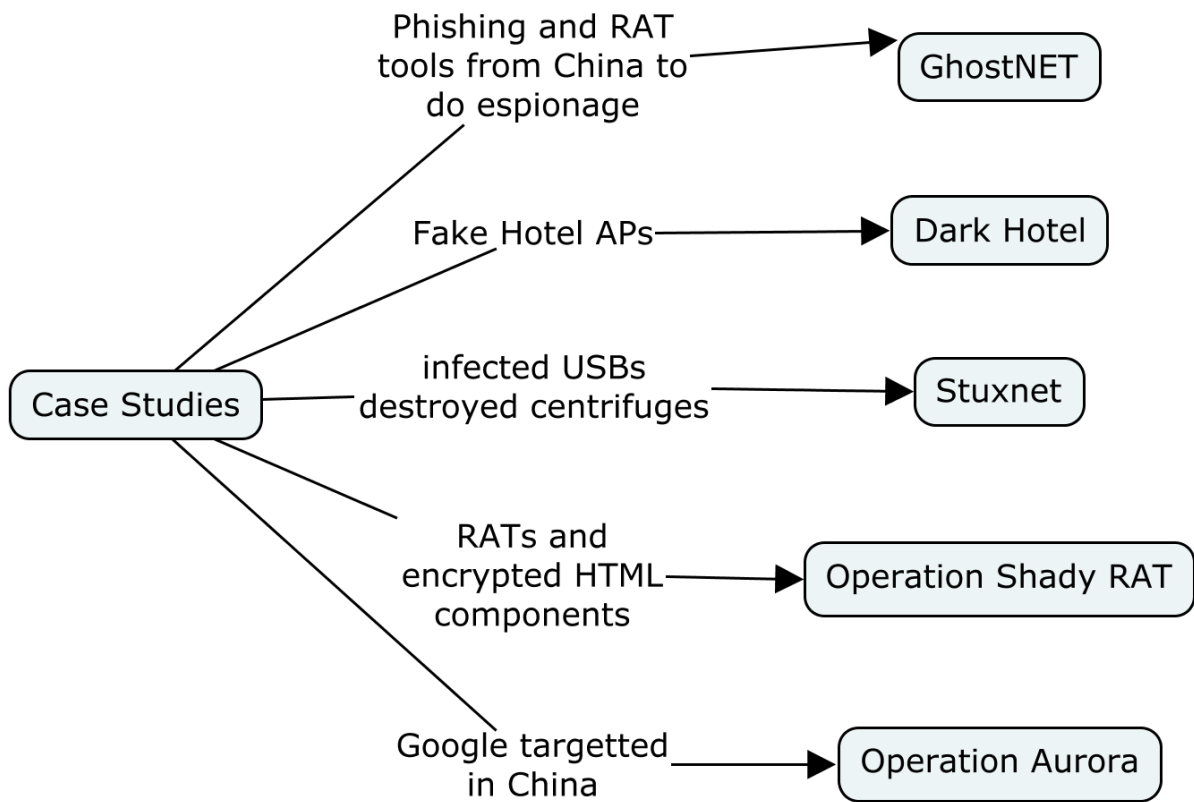 Phishing and RAT
tools from China to
do espionage
GhostNET
Fake Hotel APs
Dark Hotel
infected USBs
destroyed centrifuges
Stuxnet
Case Studies
RATs and
encrypted HTML
components
Operation Shady RAT
Google targetted
in China
Operation Aurora